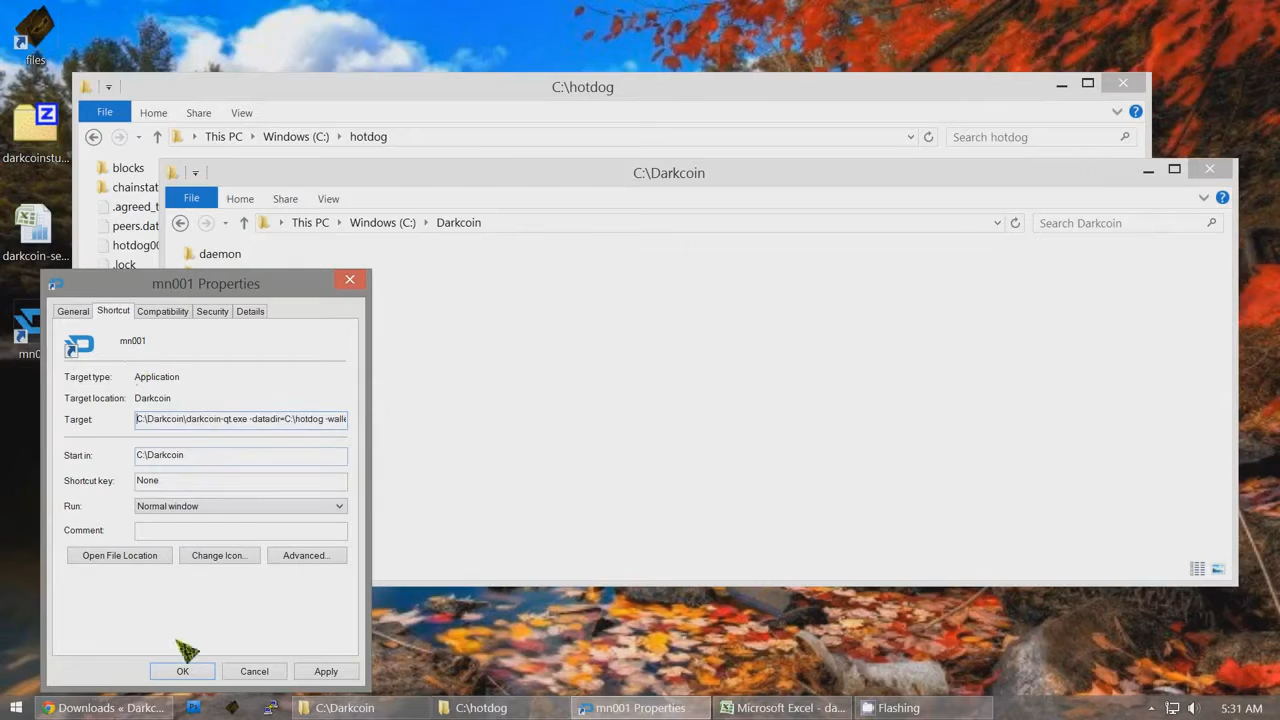 files
darkcoinstu...
darkcoin-se...
C:\hotdog
File
Home
Share
View
This PC
Windows (C:)
hotdog
Search hotdog
blocks
peers.dat
.lock
C:\Darkcoin
File
Home
Share
View
This PC
Windows (C:)
Darkcoin
Search Darkcoin
daemon
mn001 Properties
General
Shortcut
Compatibility
Security
Details
mn001
Target type:
Application
Target location:
Darkcoin
Target:
C:\Darkcoin\darkcoin-qt.exe -datadir=C:\hotdog -walle
Start in:
C:\Darkcoin
Shortcut key:
None
Run:
Normal window
Comment:
Open File Location
Change Icon...
Advanced...
OK
Cancel
Apply
Downloads « Darkc...
Ps
C:\Darkcoin
C:\hotdog
mn001 Properties
Microsoft Excel - da...
Flashing
5:31 AM